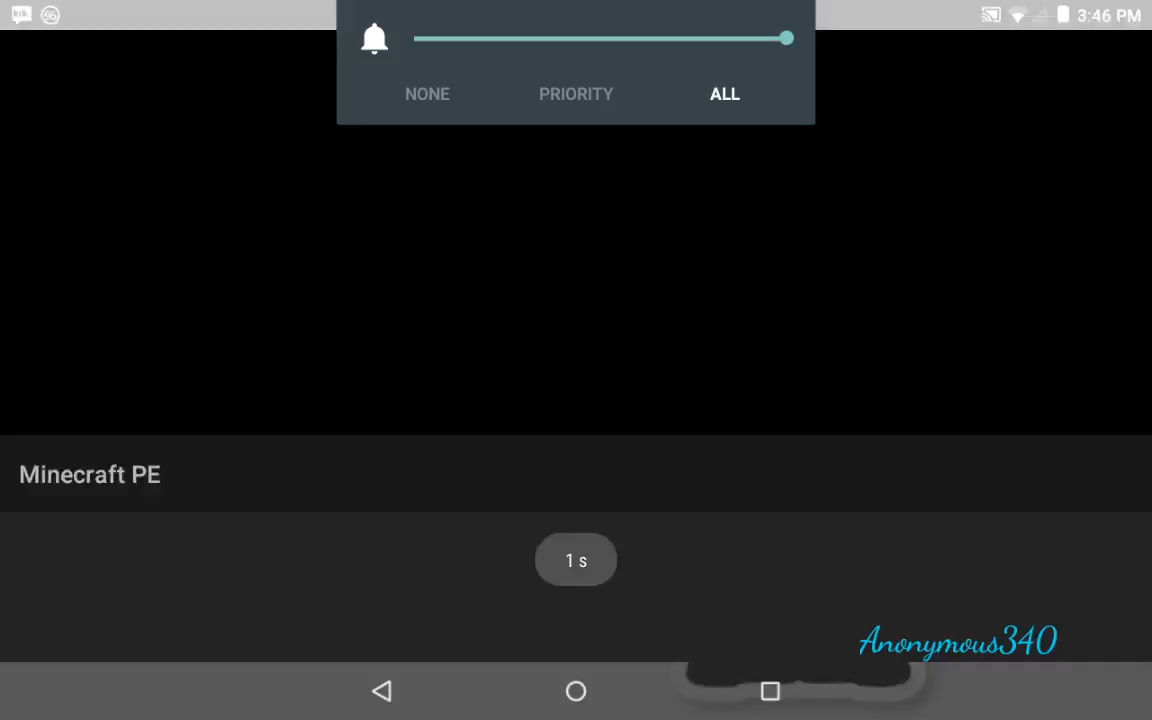 3:46 PM
NONE PRIORITY ALL
Minecraft PE
1 s
Anonymous340